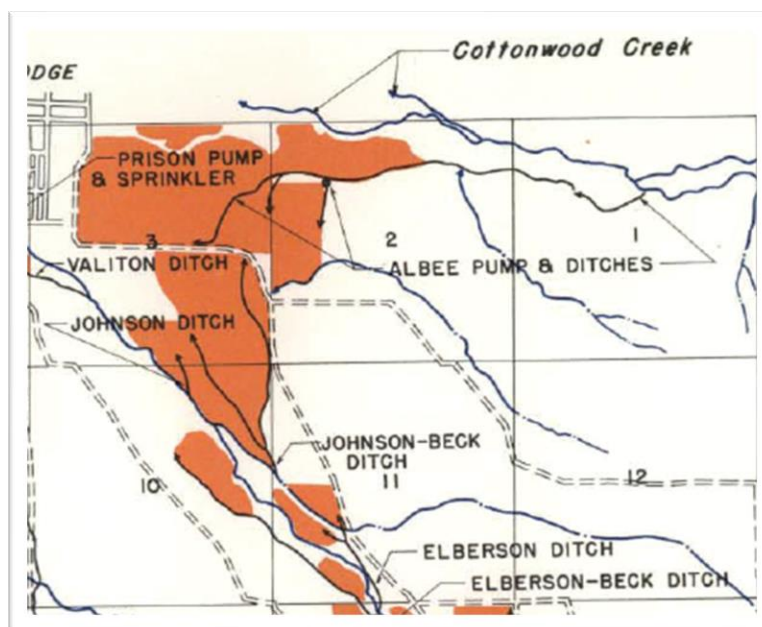 Cottonwood Creek
ODGE
PRISON PUMP
& SPRINKLER
3
2
1
VALITON DITCH
ALBEE PUMP & DITCHES
JOHNSON DITCH
JOHNSON-BECK
DITCH
10
11
12
ELBERSON DITCH
ELBERSON-BECK DITCH